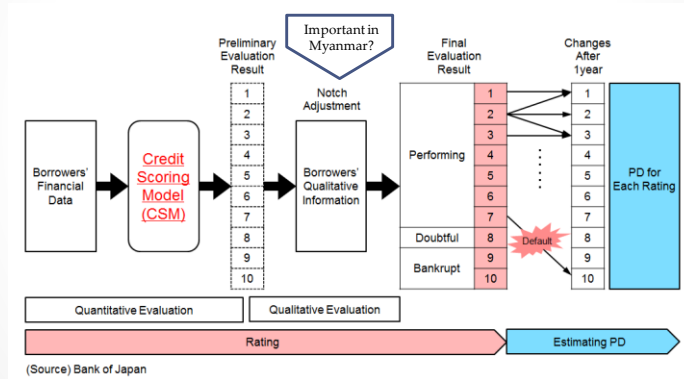 Important in
Myanmar?
Preliminary
Evaluation
Result
Final
Evaluation
Result
Changes
After
1year
Notch
Adjustment
Borrowers'
Financial
Data
Credit
Scoring
Model
(CSM)
1
2
3
4
5
6
7
8
9
10
Borrowers'
Qualitative
Information
Performing
Doubtful
Bankrupt
1
2
3
4
5
6
7
8
9
10
Default
1
2
3
4
5
6
7
8
9
10
PD for
Each Rating
Quantitative Evaluation
Qualitative Evaluation
Rating
Estimating PD
(Source) Bank of Japan